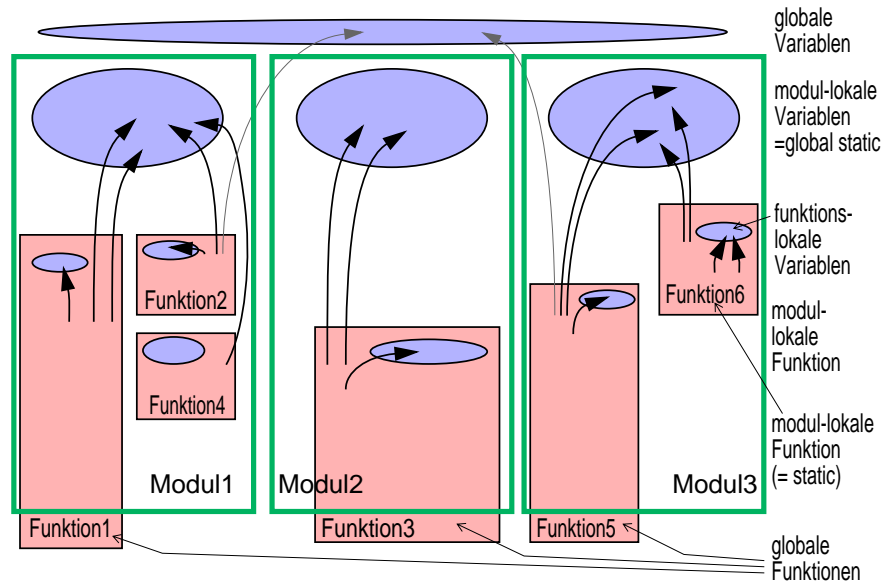 globale
Variablen
modul-lokale
Variablen
=global static
funktions-
lokale
Variablen
Funktion2
Funktion6
modul-
lokale
Funktion
Funktion4
modul-lokale
Funktion
(= static)
Modul1
Modul2
Modul3
Funktion1
Funktion3
Funktion5
globale
Funktionen